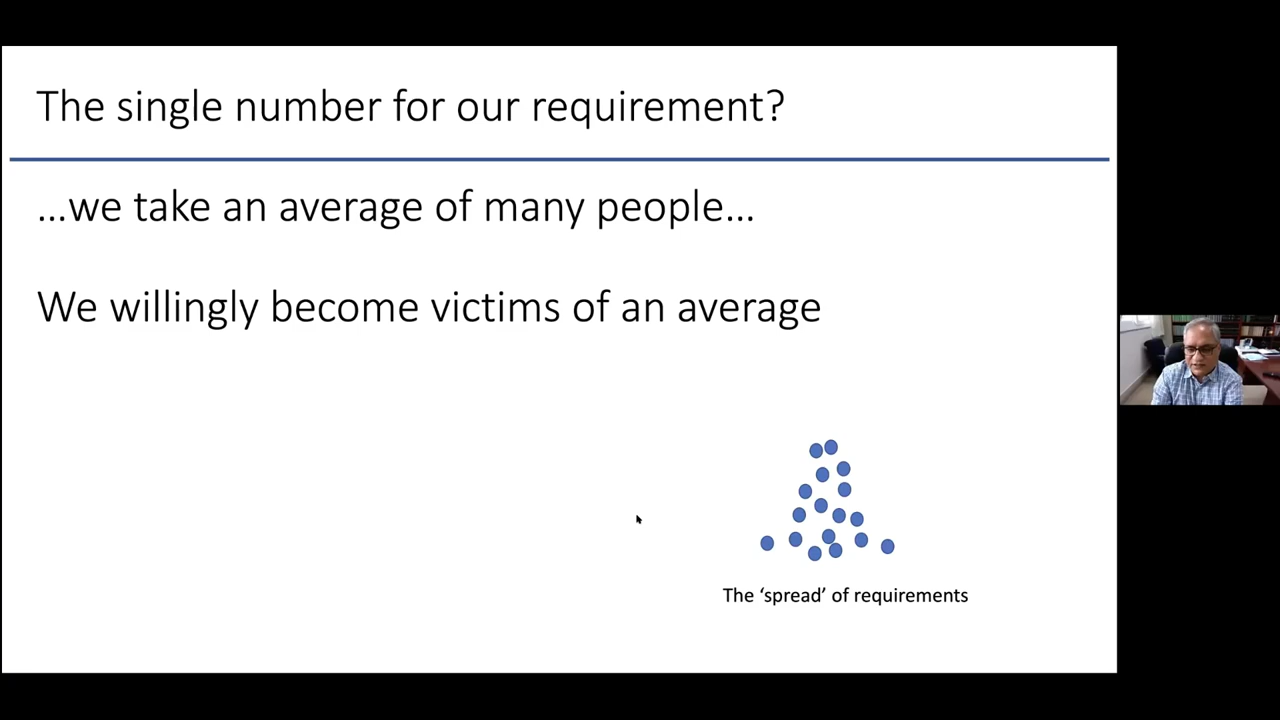 The single number for our requirement?
...we take an average of many people...
We willingly become victims of an average
The ‘spread’ of requirements